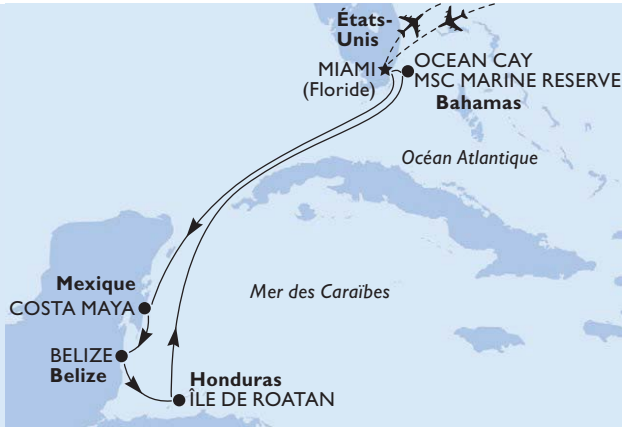 États-
Unis
MIAMI
(Floride)
OCEAN CAY
MSC MARINE RESERVE
Bahamas
Océan Atlantique
Mer des Caraïbes
Mexique
COSTA MAYA
BELIZE
Belize
Honduras
ÎLE DE ROATAN